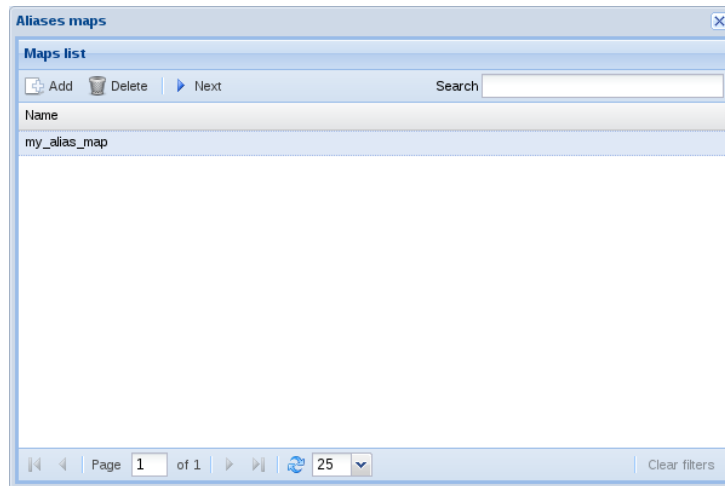 Aliases maps
Maps list
Add Delete Next Search
Name
my_alias_map
Page 1 of 1 25 Clear filters